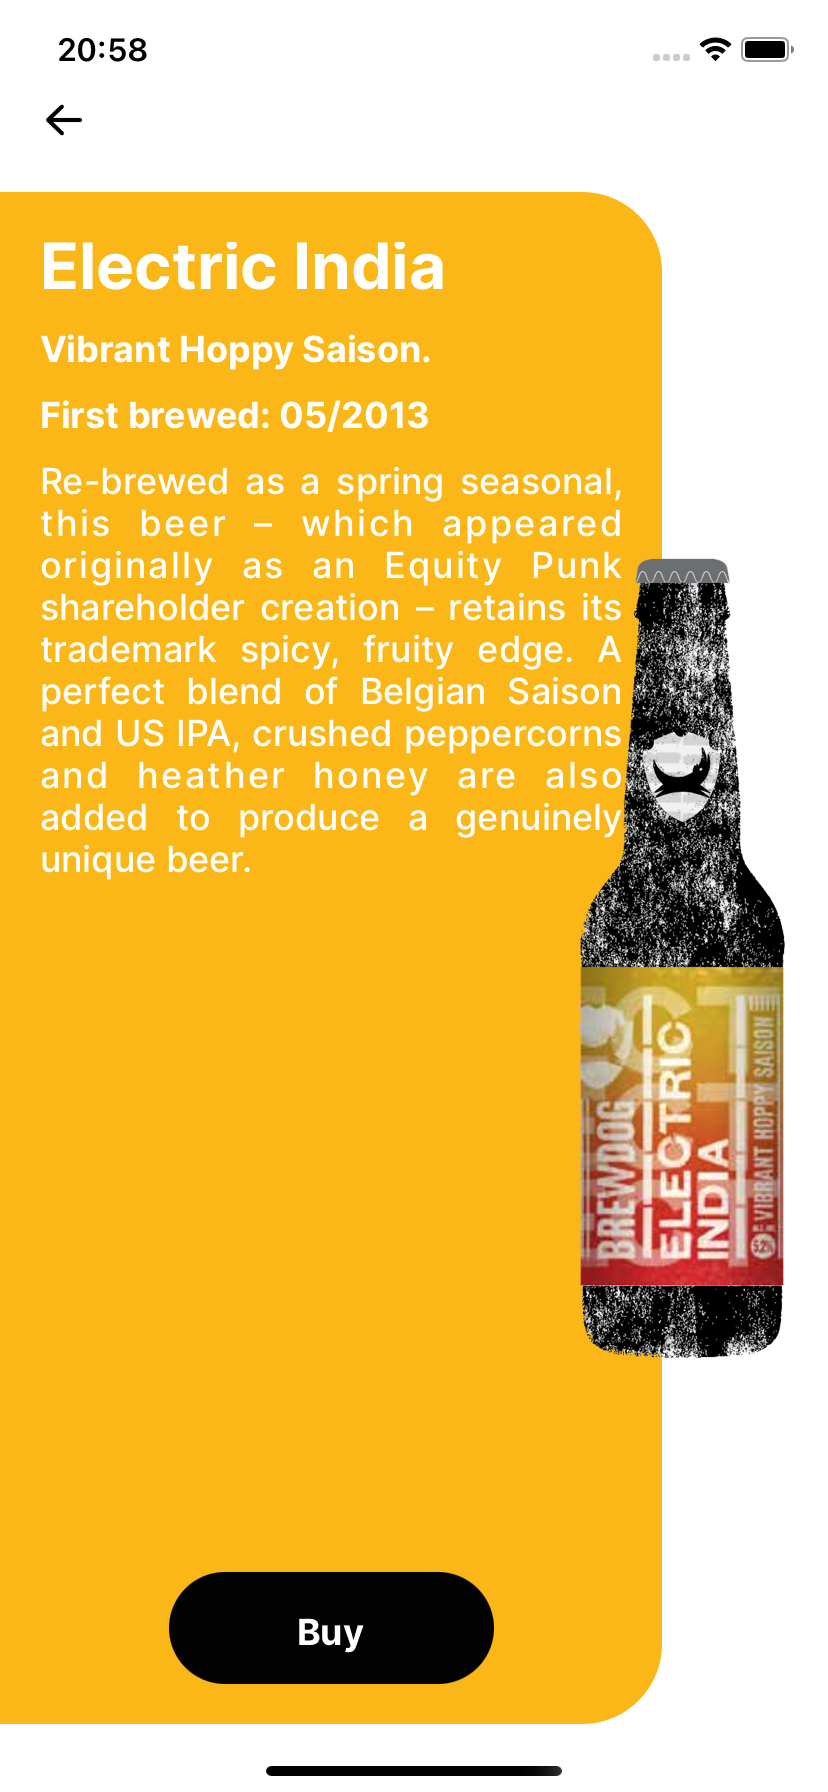 20:58
Electric India
Vibrant Hoppy Saison.
First brewed: 05/2013
Re-brewed as a spring seasonal,
this beer – which appeared
originally as an Equity Punk
shareholder creation – retains its
trademark spicy, fruity edge. A
perfect blend of Belgian Saison
and US IPA, crushed peppercorns
and heather honey are also
added to produce a genuinely
unique beer.
BREWDOG
ELECTRIC
INDIA
VIBRANT HOPPY SAISON
Buy